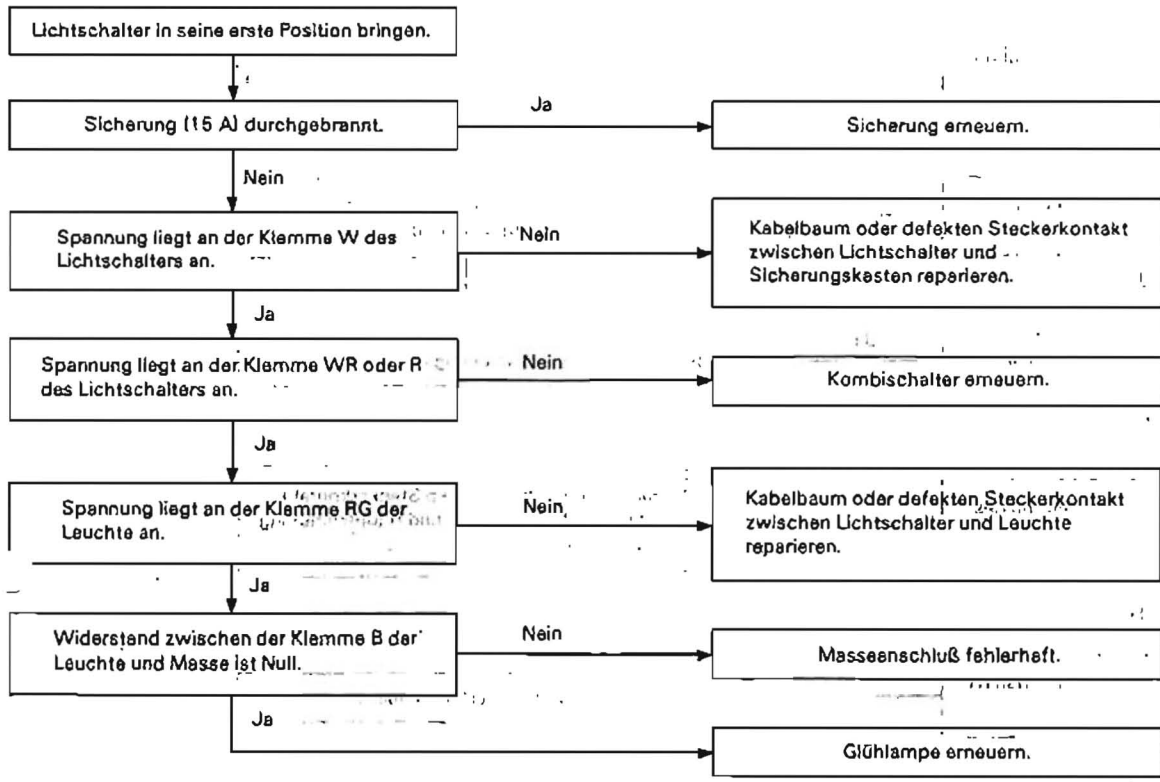 Lichtschalter in seine erste Position bringen.
Sicherung (15 A) durchgebrannt.
Ja
Sicherung erneuern.
Nein
Spannung liegt an der Klemme W des
Lichtschalters an.
Nein
Kabelbaum oder defekten Steckerkontakt
zwischen Lichtschalter und
Sicherungskasten reparieren.
Ja
Spannung liegt an der Klemme WR oder R
des Lichtschalters an.
Nein
Kombischalter erneuern.
Ja
Spannung liegt an der Klemme RG der
Leuchte an.
Nein
Kabelbaum oder defekten Steckerkontakt
zwischen Lichtschalter und Leuchte
reparieren.
Ja
Widerstand zwischen der Klemme B der
Leuchte und Masse ist Null.
Nein
Masseanschluß fehlerhaft.
Ja
Glühlampe erneuern.